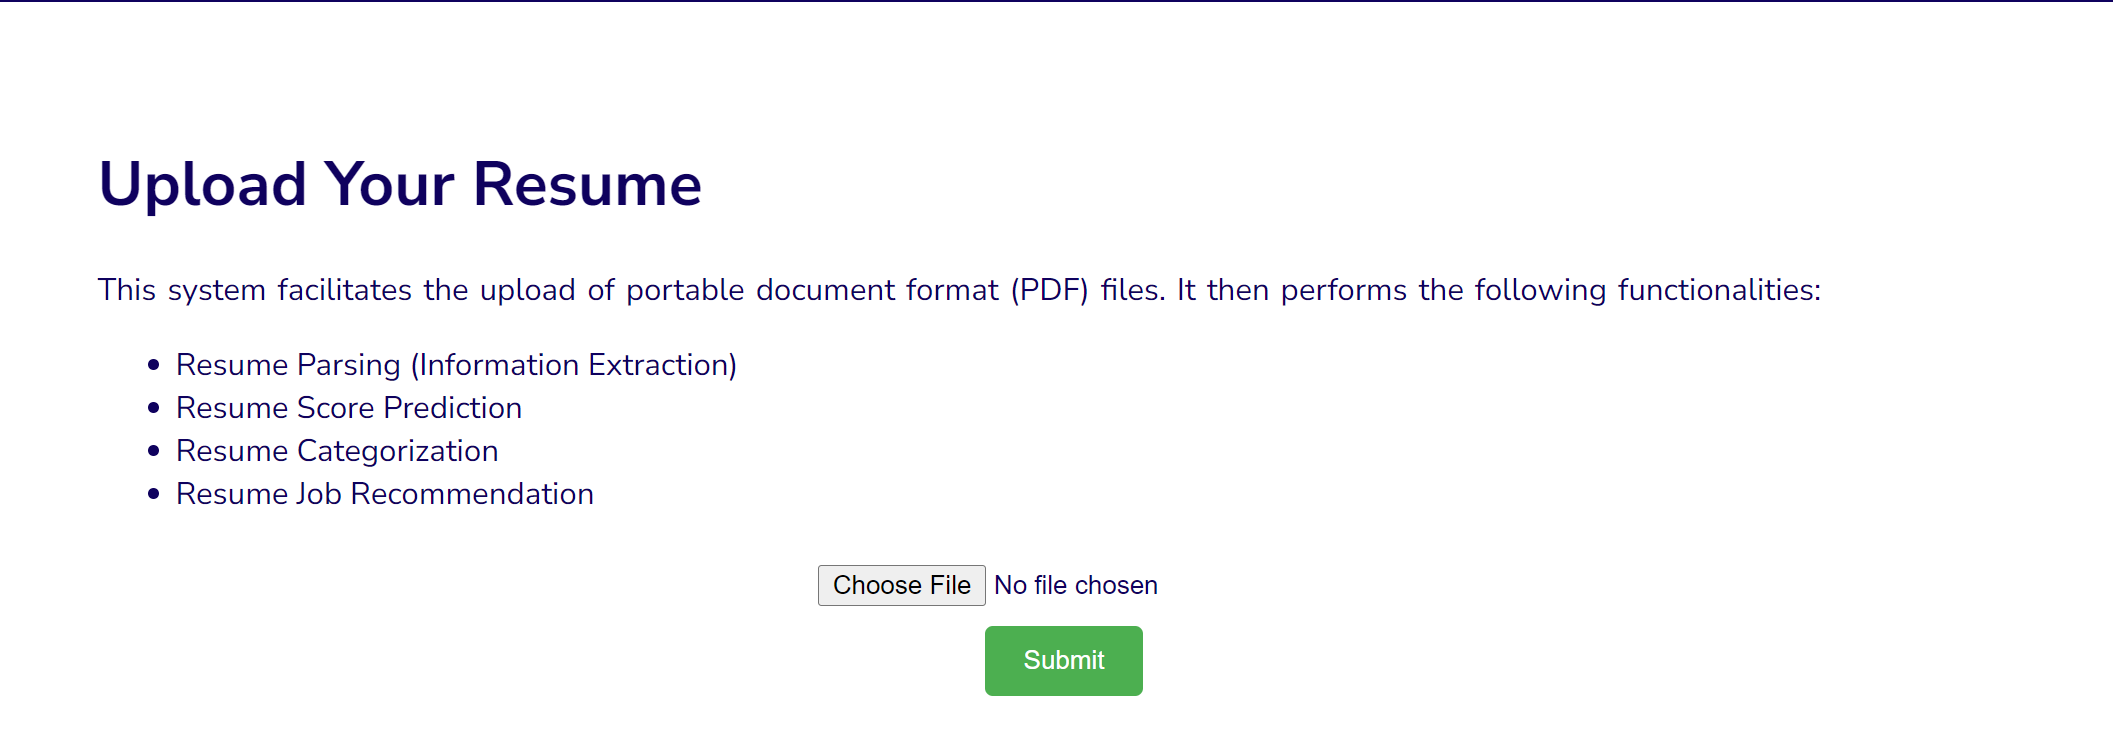 Upload Your Resume
This system facilitates the upload of portable document format (PDF) files. It then performs the following functionalities:
Resume Parsing (Information Extraction)
Resume Score Prediction
Resume Categorization
Resume Job Recommendation
Choose File No file chosen
Submit